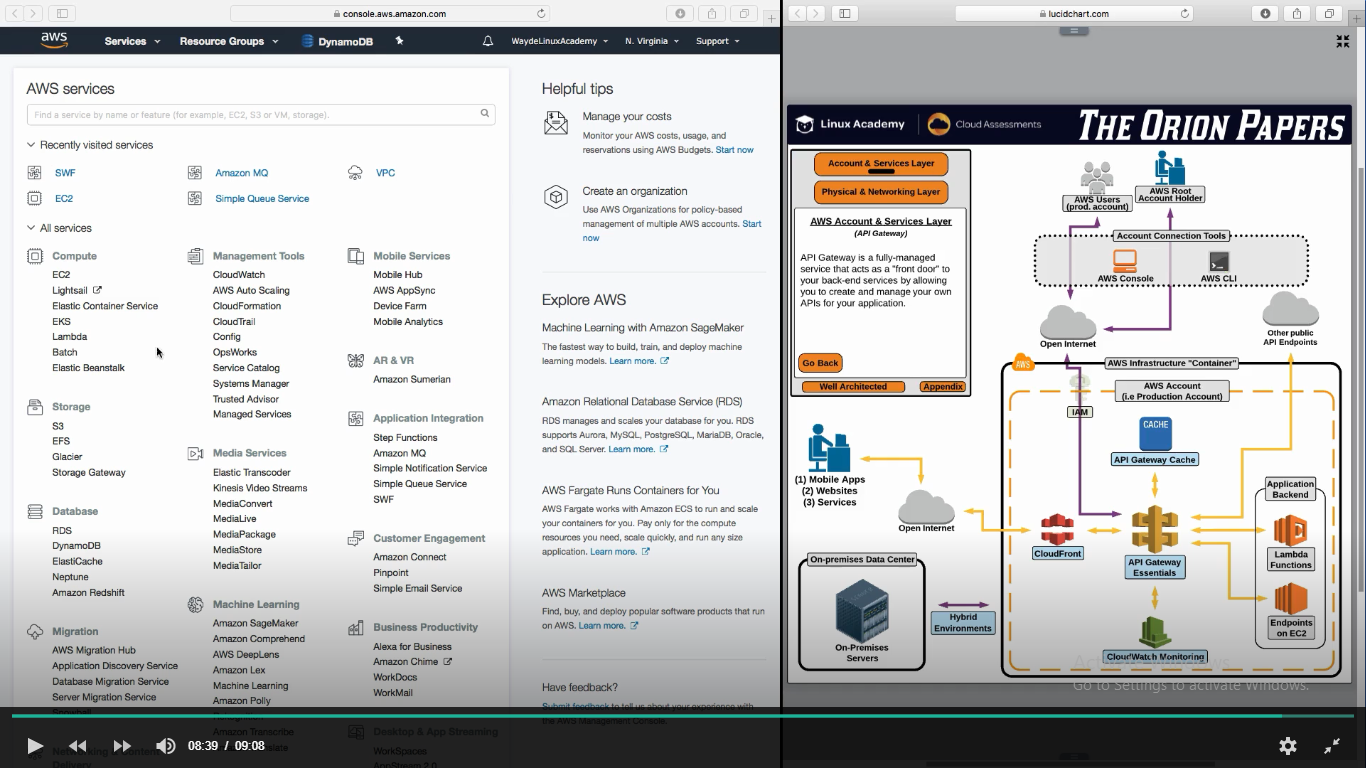 console.aws.amazon.com
aws
Services
Resource Groups
DynamoDB
WaydeLinuxAcademy
N. Virginia
Support
AWS services
Find a service by name or feature (for example, EC2, S3 or VM, storage).
Recently visited services
SWF
Amazon MQ
VPC
EC2
Simple Queue Service
All services
Compute
EC2
Lightsail
Elastic Container Service
EKS
Lambda
Batch
Elastic Beanstalk
Storage
S3
EFS
Glacier
Storage Gateway
Database
RDS
DynamoDB
ElastiCache
Neptune
Amazon Redshift
Migration
AWS Migration Hub
Application Discovery Service
Database Migration Service
Server Migration Service
Snowball
Management Tools
CloudWatch
AWS Auto Scaling
CloudFormation
CloudTrail
Config
OpsWorks
Service Catalog
Systems Manager
Trusted Advisor
Managed Services
Media Services
Elastic Transcoder
Kinesis Video Streams
MediaConvert
MediaLive
MediaPackage
MediaStore
MediaTailor
Machine Learning
Amazon SageMaker
Amazon Comprehend
AWS DeepLens
Amazon Lex
Machine Learning
Amazon Polly
Amazon Transcribe
Mobile Services
Mobile Hub
AWS AppSync
Device Farm
Mobile Analytics
AR & VR
Amazon Sumerian
Application Integration
Step Functions
Amazon MQ
Simple Notification Service
Simple Queue Service
SWF
Customer Engagement
Amazon Connect
Pinpoint
Simple Email Service
Business Productivity
Alexa for Business
Amazon Chime
WorkDocs
WorkMail
Desktop & App Streaming
WorkSpaces
AppStream 2.0
Helpful tips
Manage your costs
Monitor your AWS costs, usage, and
reservations using AWS Budgets. Start now
Create an organization
Use AWS Organizations for policy-based
management of multiple AWS accounts. Start
now
Explore AWS
Machine Learning with Amazon SageMaker
The fastest way to build, train, and deploy machine
learning models. Learn more.
Amazon Relational Database Service (RDS)
RDS manages and scales your database for you. RDS
supports Aurora, MySQL, PostgreSQL, MariaDB, Oracle,
and SQL Server. Learn more.
AWS Fargate Runs Containers for You
AWS Fargate works with Amazon ECS to run and scale
your containers for you. Pay only for the compute
resources you need, scale quickly, and run any size
application. Learn more.
AWS Marketplace
Find, buy, and deploy popular software products that run
on AWS. Learn more.
Have feedback?
Submit feedback to tell us about your experience with
the AWS Management Console.
08:39 / 09:08
lucidchart.com
Linux Academy
Cloud Assessments
THE ORION PAPERS
Account & Services Layer
Physical & Networking Layer
AWS Account & Services Layer
(API Gateway)
API Gateway is a fully-managed
service that acts as a "front door" to
your back-end services by allowing
you to create and manage your own
APIs for your application.
Go Back
Well Architected
Appendix
AWS Users
(prod. account)
AWS Root
Account Holder
Account Connection Tools
AWS Console
AWS CLI
Open Internet
Other public
API Endpoints
AWS
AWS Infrastructure "Container"
AWS Account
(i.e Production Account)
IAM
CACHE
API Gateway Cache
(1) Mobile Apps
(2) Websites
(3) Services
Open Internet
CloudFront
API Gateway
Essentials
Application
Backend
Lambda
Functions
Endpoints
on EC2
CloudWatch Monitoring
On-premises Data Center
On-Premises
Servers
Hybrid
Environments
Activate Windows
Go to Settings to activate Windows.